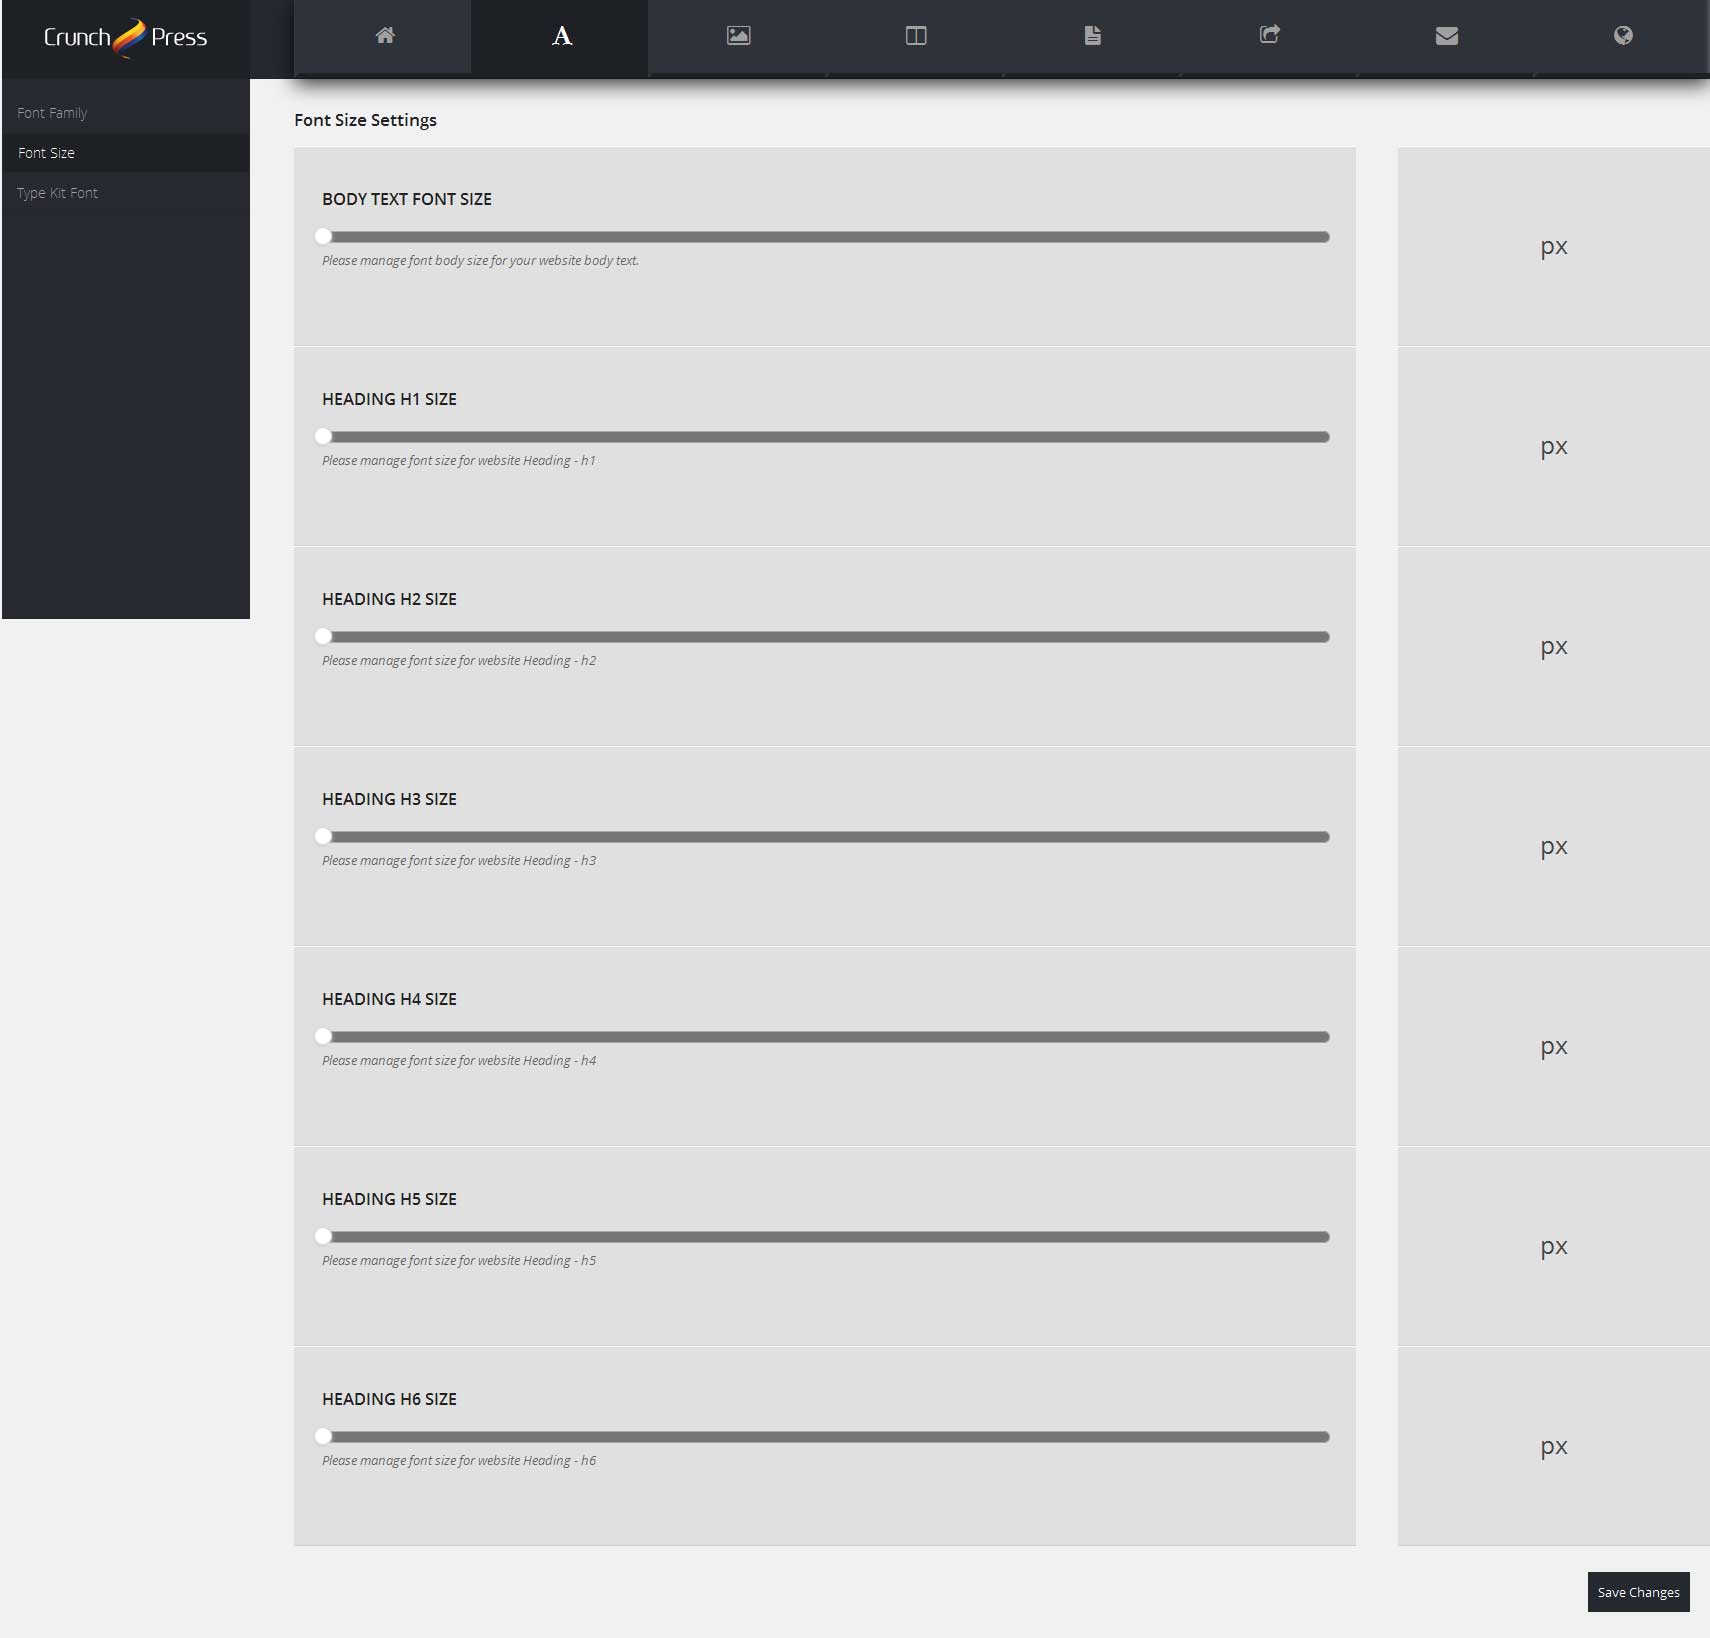 Crunch Press
A
Font Family
Font Size
Type Kit Font
Font Size Settings
BODY TEXT FONT SIZE
Please manage font body size for your website body text.
px
HEADING H1 SIZE
Please manage font size for website Heading - h1
px
HEADING H2 SIZE
Please manage font size for website Heading - h2
px
HEADING H3 SIZE
Please manage font size for website Heading - h3
px
HEADING H4 SIZE
Please manage font size for website Heading - h4
px
HEADING H5 SIZE
Please manage font size for website Heading - h5
px
HEADING H6 SIZE
Please manage font size for website Heading - h6
px
Save Changes